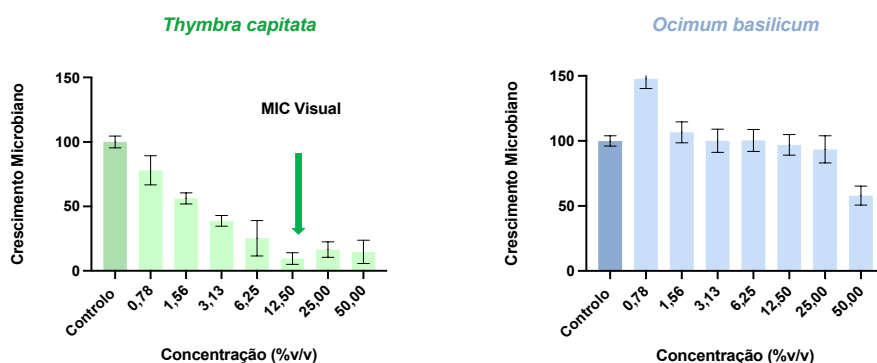 Thymbra capitata
Crescimento Microbiano
150
100
50
0
MIC Visual
Controlo
0,78
1,56
3,13
6,25
12,50
25,00
50,00
Concentração (%v/v)
Ocimum basilicum
Crescimento Microbiano
150
100
50
0
Controlo
0,78
1,56
3,13
6,25
12,50
25,00
50,00
Concentração (%v/v)